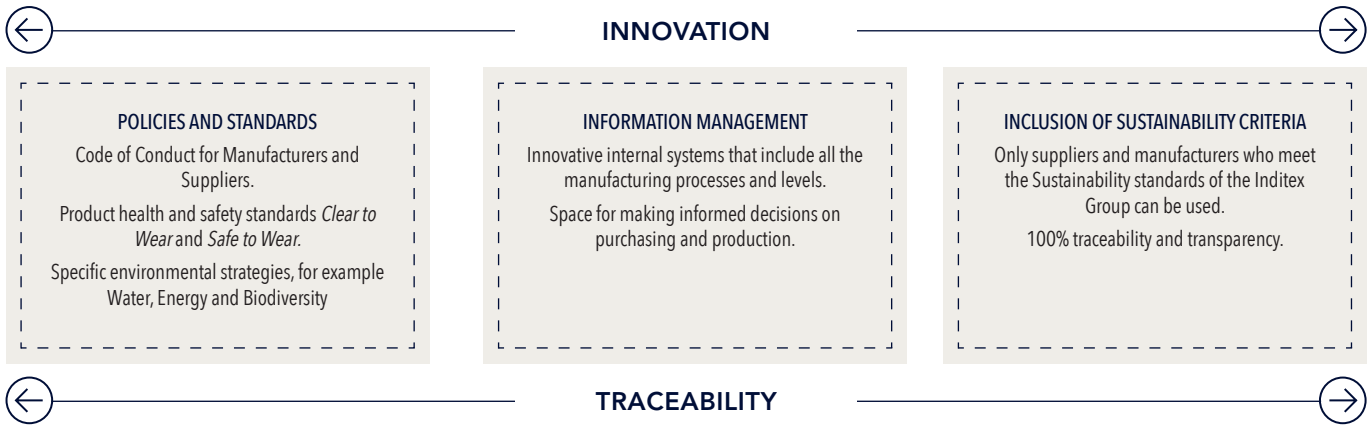 INNOVATION
POLICIES AND STANDARDS
Code of Conduct for Manufacturers and
Suppliers.
Product health and safety standards Clear to
Wear and Safe to Wear.
Specific environmental strategies, for example
Water, Energy and Biodiversity
INFORMATION MANAGEMENT
Innovative internal systems that include all the
manufacturing processes and levels.
Space for making informed decisions on
purchasing and production.
INCLUSION OF SUSTAINABILITY CRITERIA
Only suppliers and manufacturers who meet
the Sustainability standards of the Inditex
Group can be used.
100% traceability and transparency.
TRACEABILITY